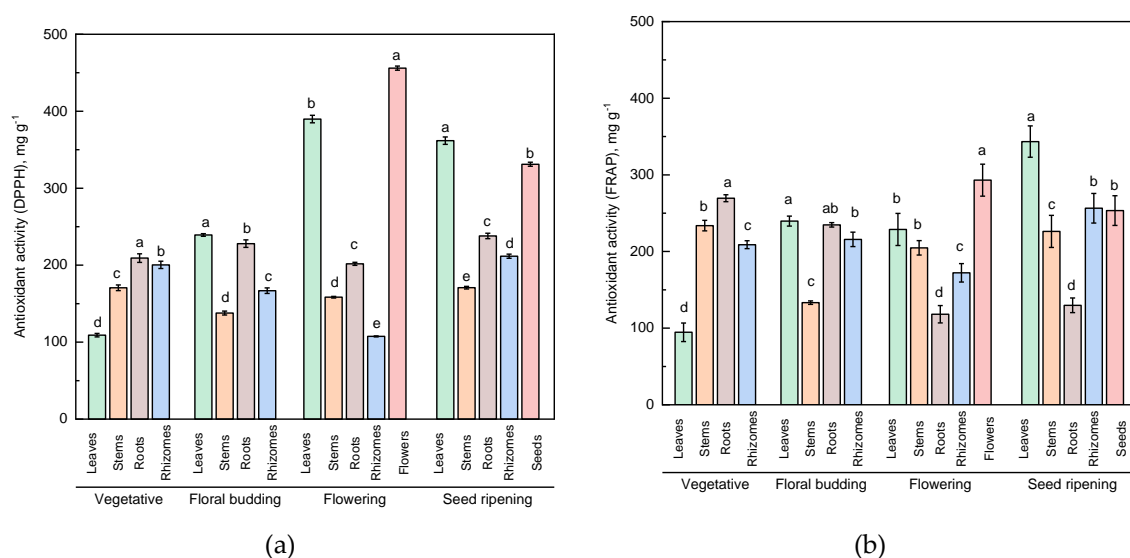 500
400
300
200
100
0
Antioxidant activity (DPPH), mg g⁻¹
d
c
a
b
a
d
b
c
b
d
c
e
a
a
e
c
d
b
Leaves
Stems
Roots
Rhizomes
Leaves
Stems
Roots
Rhizomes
Leaves
Stems
Roots
Rhizomes
Flowers
Leaves
Stems
Roots
Rhizomes
Seeds
Vegetative Floral budding Flowering Seed ripening
(a)
500
400
300
200
100
0
Antioxidant activity (FRAP), mg g⁻¹
d
b
a
c
a
c
ab
b
b
b
d
c
a
a
c
d
b
b
Leaves
Stems
Roots
Rhizomes
Leaves
Stems
Roots
Rhizomes
Leaves
Stems
Roots
Rhizomes
Flowers
Leaves
Stems
Roots
Rhizomes
Seeds
Vegetative Floral budding Flowering Seed ripening
(b)